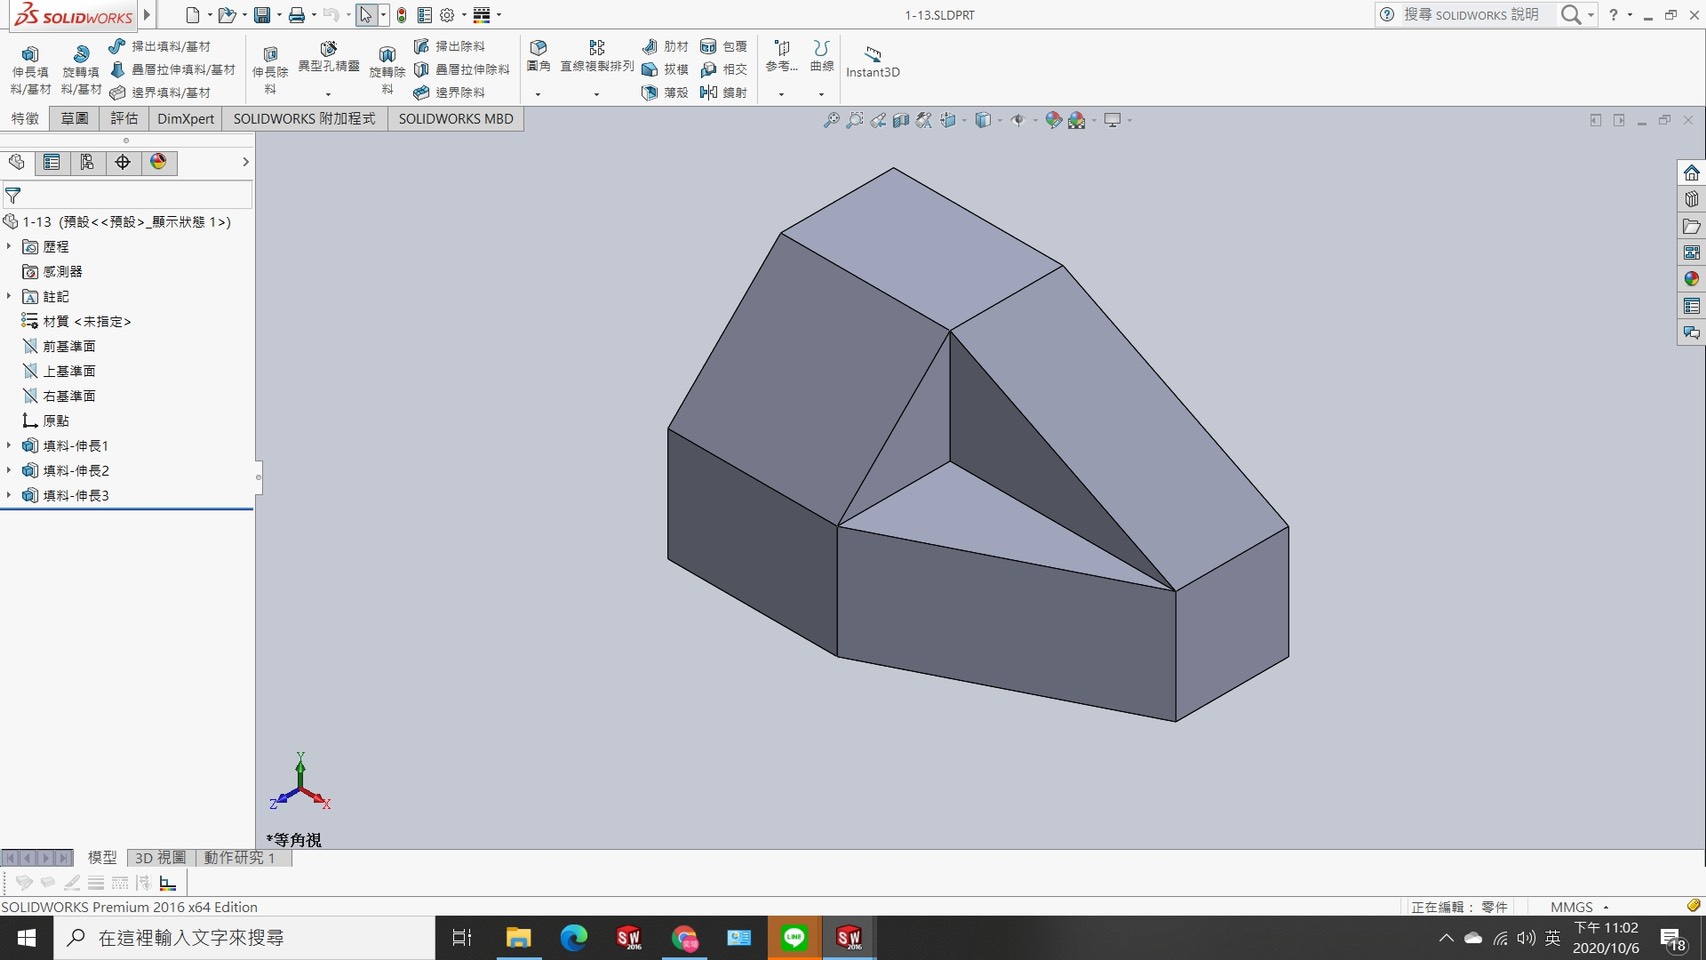 SOLIDWORKS
1-13.SLDPRT
搜尋 SOLIDWORKS 說明
伸長填料/基材
旋轉填料/基材
掃出填料/基材
疊層拉伸填料/基材
邊界填料/基材
伸長除料
異型孔精靈
旋轉除料
掃出除料
疊層拉伸除料
邊界除料
圓角
直線複製排列
肋材
拔模
薄殼
包覆
相交
鏡射
參考...
曲線
Instant3D
特徵
草圖
評估
DimXpert
SOLIDWORKS 附加程式
SOLIDWORKS MBD
1-13 (預設<<預設>_顯示狀態 1>)
歷程
感測器
註記
材質 <未指定>
前基準面
上基準面
右基準面
原點
填料-伸長1
填料-伸長2
填料-伸長3
Y
Z
X
*等角視
模型
3D 視圖
動作研究 1
SOLIDWORKS Premium 2016 x64 Edition
正在編輯： 零件
MMGS
在這裡輸入文字來搜尋
SW
2016
LINE
SW
2016
英
下午 11:02
2020/10/6
18